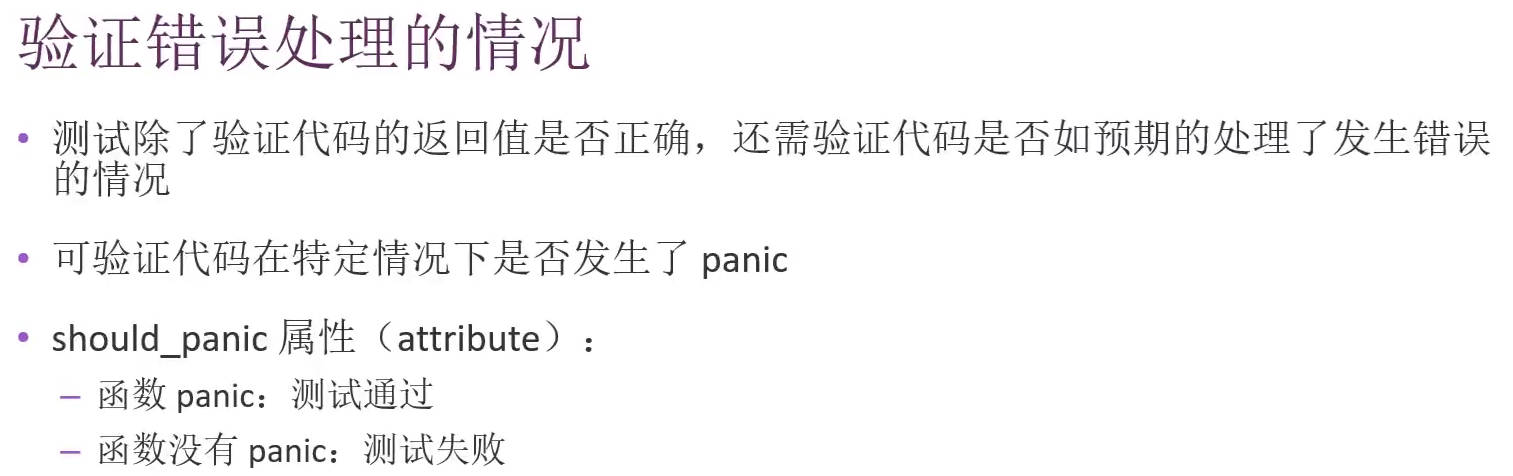 验证错误处理的情况
• 测试除了验证代码的返回值是否正确，还需验证代码是否如预期的处理了发生错误
的情况
• 可验证代码在特定情况下是否发生了 panic
• should_panic 属性（attribute）：
– 函数 panic：测试通过
– 函数没有 panic：测试失败